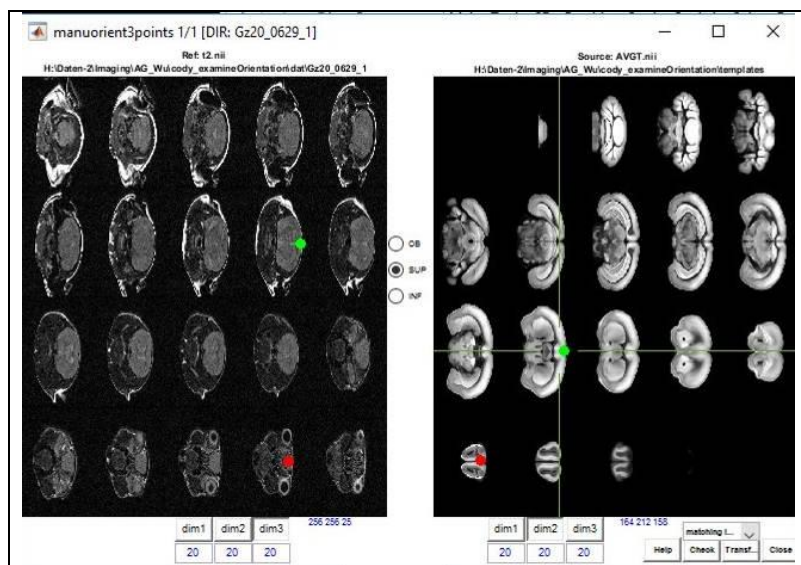 manuorient3points 1/1 [DIR: Gz20_0629_1]
Ref: t2.nii
H:\Daten-2\Imaging\AG_Wu\cody_examineOrientation\dat\Gz20_0629_1
Source: AVGT.nii
H:\Daten-2\Imaging\AG_Wu\cody_examineOrientation\templates
OB
SUP
INF
dim1 dim2 dim3
256 256 25
20 20 20
dim1 dim2 dim3
164 212 158
20 20 20
matching i...
Help Check Transf... Close